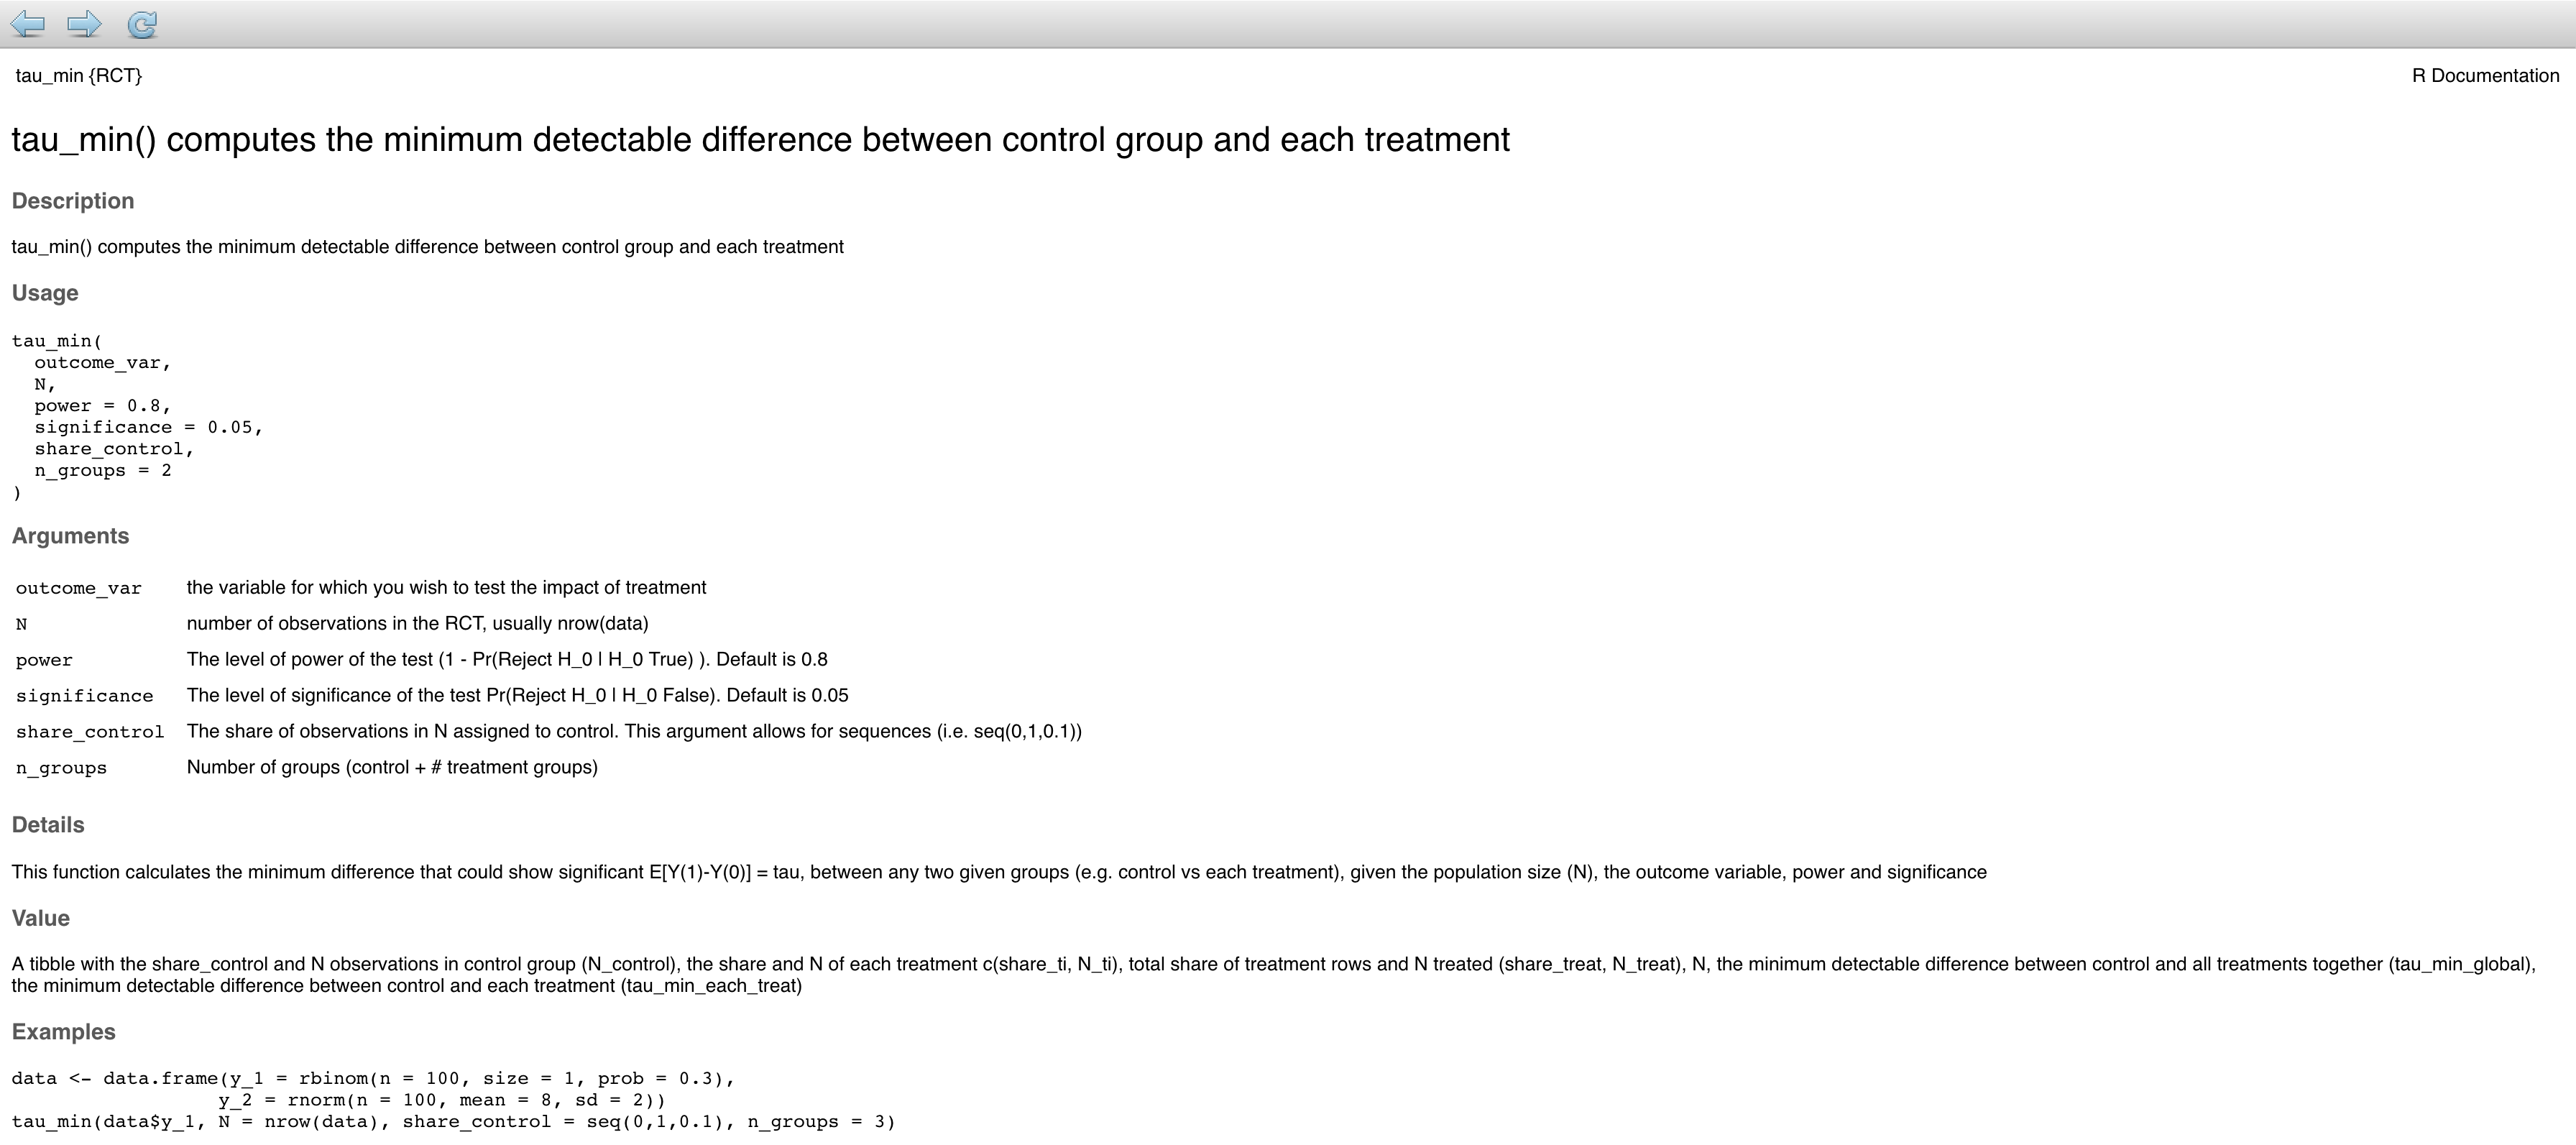 tau_min {RCT} R Documentation
tau_min() computes the minimum detectable difference between control group and each treatment
Description
tau_min() computes the minimum detectable difference between control group and each treatment
Usage
tau_min(
  outcome_var,
  N,
  power = 0.8,
  significance = 0.05,
  share_control,
  n_groups = 2
)
Arguments
outcome_var the variable for which you wish to test the impact of treatment
N number of observations in the RCT, usually nrow(data)
power The level of power of the test (1 - Pr(Reject H_0 | H_0 True) ). Default is 0.8
significance The level of significance of the test Pr(Reject H_0 | H_0 False). Default is 0.05
share_control The share of observations in N assigned to control. This argument allows for sequences (i.e. seq(0,1,0.1))
n_groups Number of groups (control + # treatment groups)
Details
This function calculates the minimum difference that could show significant E[Y(1)-Y(0)] = tau, between any two given groups (e.g. control vs each treatment), given the population size (N), the outcome variable, power and significance
Value
A tibble with the share_control and N observations in control group (N_control), the share and N of each treatment c(share_ti, N_ti), total share of treatment rows and N treated (share_treat, N_treat), N, the minimum detectable difference between control and all treatments together (tau_min_global),
the minimum detectable difference between control and each treatment (tau_min_each_treat)
Examples
data <- data.frame(y_1 = rbinom(n = 100, size = 1, prob = 0.3),
                  y_2 = rnorm(n = 100, mean = 8, sd = 2))
tau_min(data$y_1, N = nrow(data), share_control = seq(0,1,0.1), n_groups = 3)